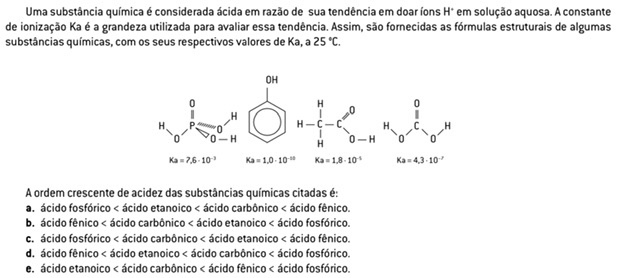 Uma substância química é considerada ácida em razão de sua tendência em doar íons H⁺ em solução aquosa. A constante
de ionização Ka é a grandeza utilizada para avaliar essa tendência. Assim, são fornecidas as fórmulas estruturais de algumas
substâncias químicas, com os seus respectivos valores de Ka, a 25 °C.
OH
O H O
O H H O
H P O H – C – C H C H
O O – H H O – H O O
Ka = 7,6 · 10⁻³ Ka = 1,0 · 10⁻¹⁰ Ka = 1,8 · 10⁻⁵ Ka = 4,3 · 10⁻⁷
A ordem crescente de acidez das substâncias químicas citadas é:
a. ácido fosfórico < ácido etanoico < ácido carbônico < ácido fênico.
b. ácido fênico < ácido carbônico < ácido etanoico < ácido fosfórico.
c. ácido fosfórico < ácido carbônico < ácido etanoico < ácido fênico.
d. ácido fênico < ácido etanoico < ácido carbônico < ácido fosfórico.
e. ácido etanoico < ácido carbônico < ácido fênico < ácido fosfórico.